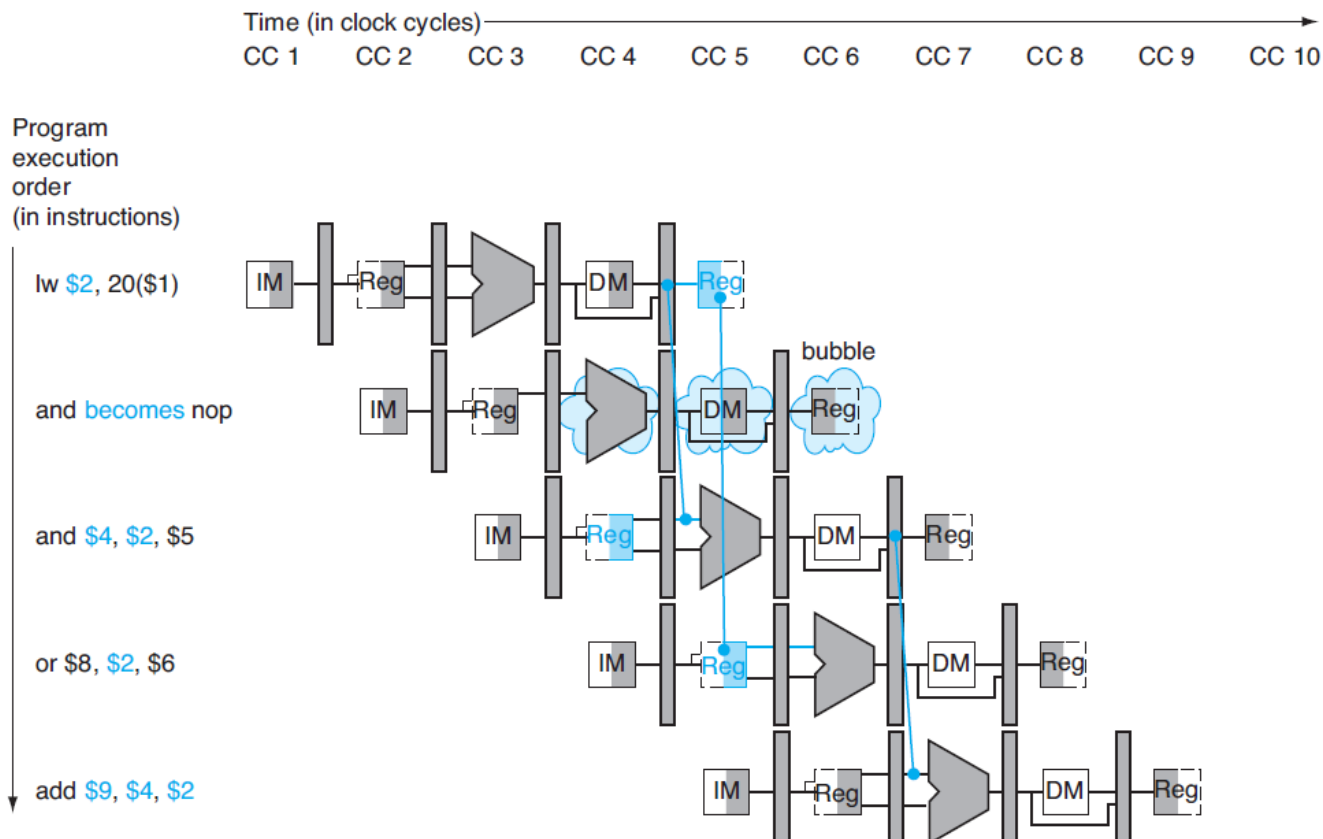 Time (in clock cycles)
CC 1 CC 2 CC 3 CC 4 CC 5 CC 6 CC 7 CC 8 CC 9 CC 10
Program
execution
order
(in instructions)
lw $2, 20($1)
IM Reg DM Reg
bubble
and becomes nop
IM Reg DM Reg
and $4, $2, $5
IM Reg DM Reg
or $8, $2, $6
IM Reg DM Reg
add $9, $4, $2
IM Reg DM Reg